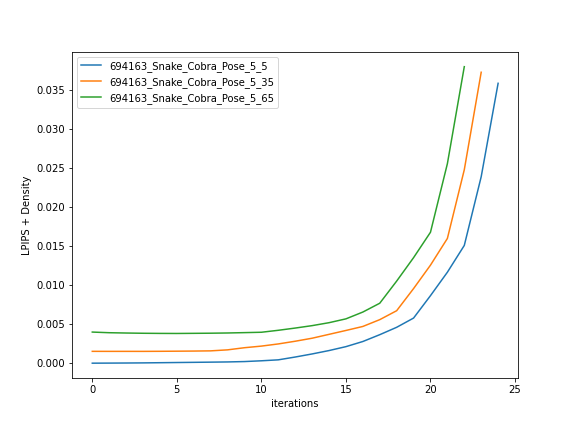 694163_Snake_Cobra_Pose_5_5
694163_Snake_Cobra_Pose_5_35
694163_Snake_Cobra_Pose_5_65
LPIPS + Density
0.035
0.030
0.025
0.020
0.015
0.010
0.005
0.000
0 5 10 15 20 25
iterations